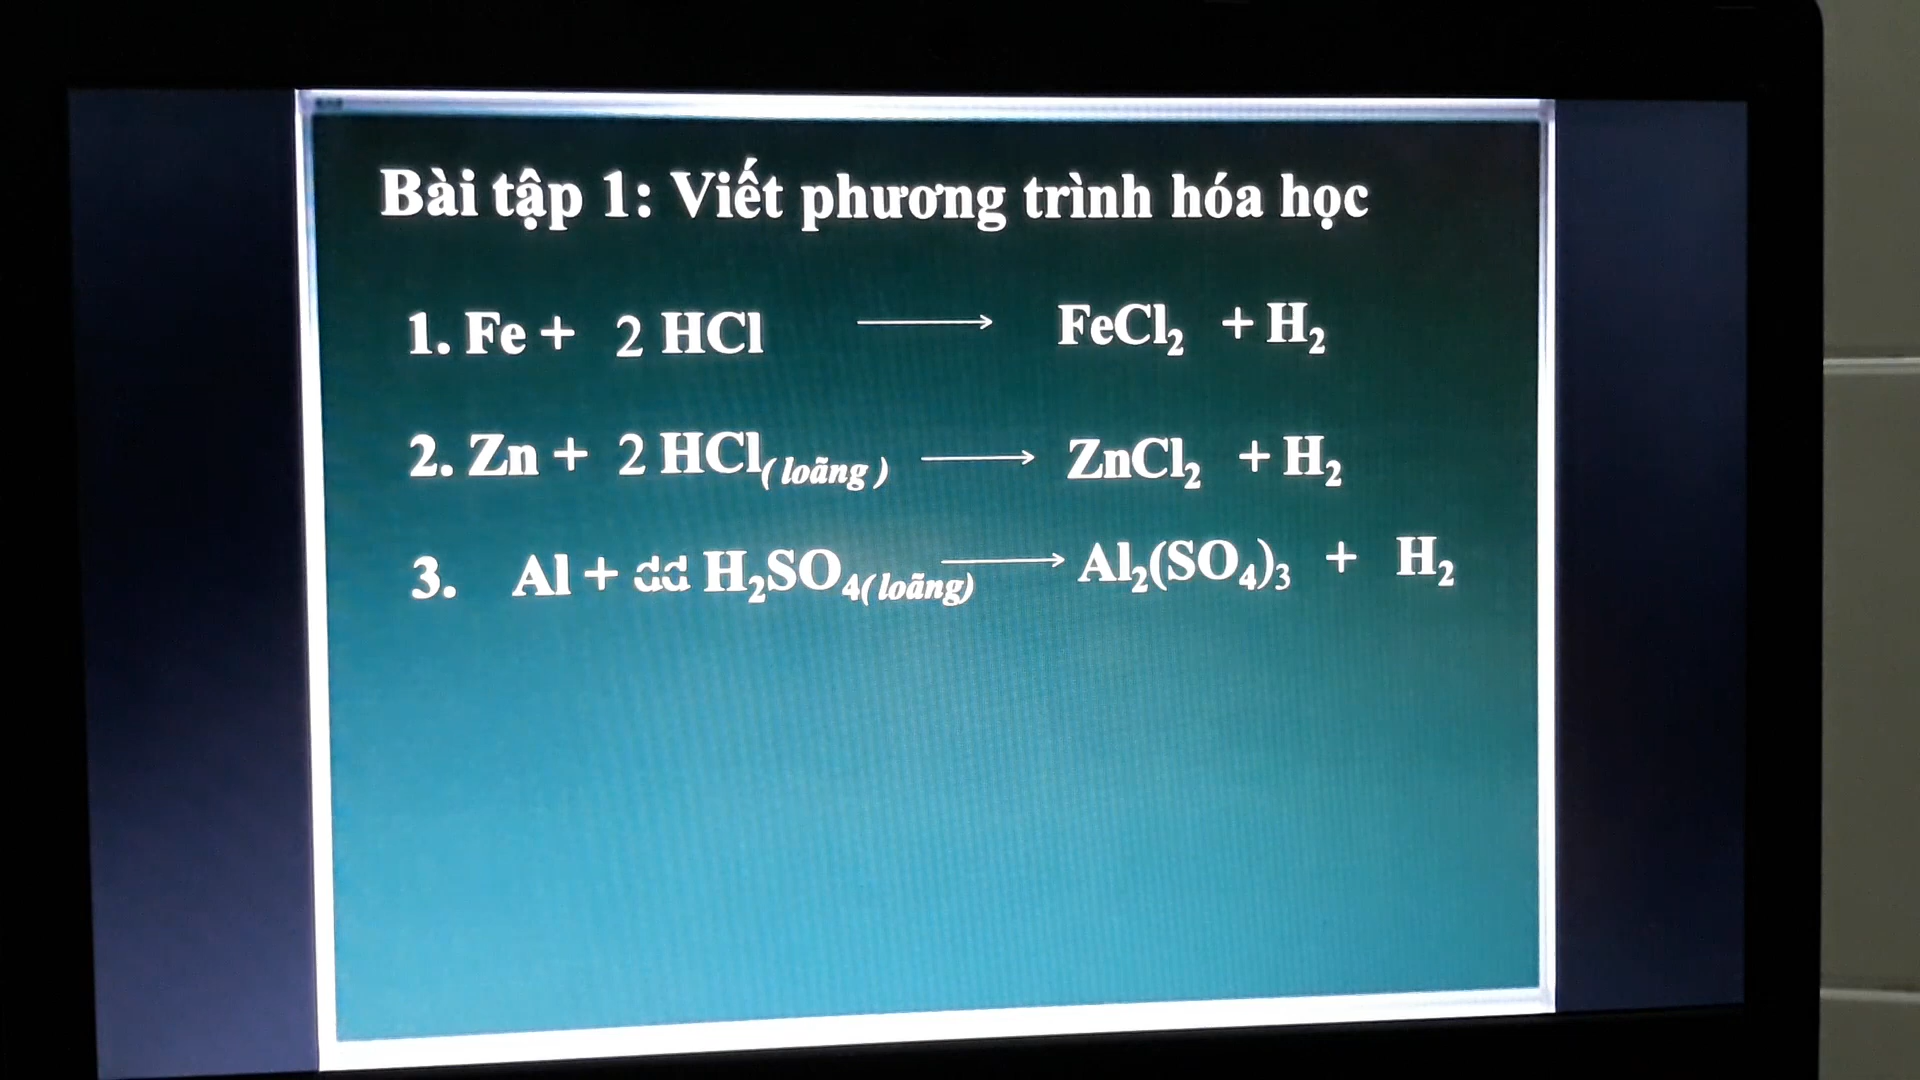 Bài tập 1: Viết phương trình hóa học
1. Fe + 2 HCl ⟶ FeCl₂ + H₂
2. Zn + 2 HCl₍ loãng ₎ ⟶ ZnCl₂ + H₂
3. Al + dd H₂SO₄₍ loãng₎ ⟶ Al₂(SO₄)₃ + H₂